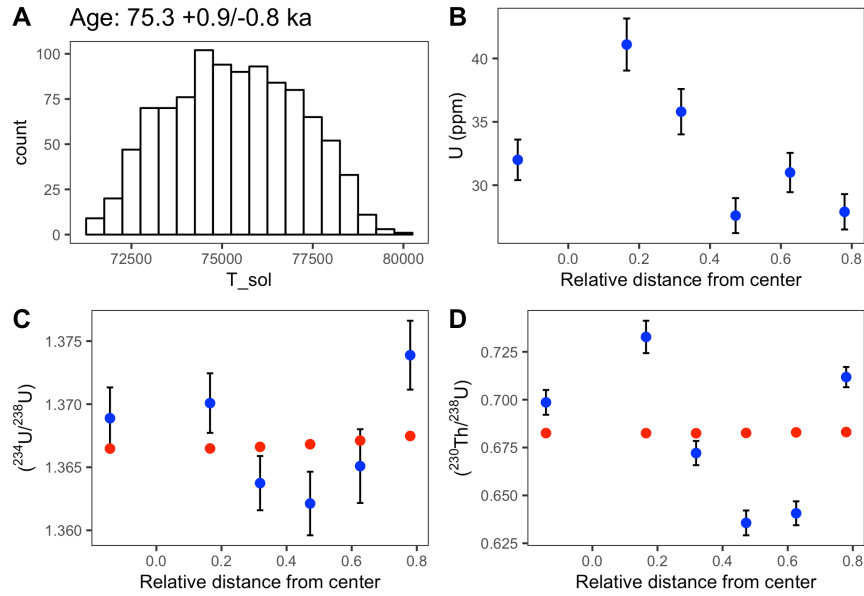 A Age: 75.3 +0.9/-0.8 ka
100
75
50
25
0
count
72500 75000 77500 80000
T_sol
B
40
35
30
U (ppm)
0.0 0.2 0.4 0.6 0.8
Relative distance from center
C
1.375
1.370
1.365
1.360
(²³⁴U/²³⁸U)
0.0 0.2 0.4 0.6 0.8
Relative distance from center
D
0.725
0.700
0.675
0.650
0.625
(²³⁰Th/²³⁸U)
0.0 0.2 0.4 0.6 0.8
Relative distance from center